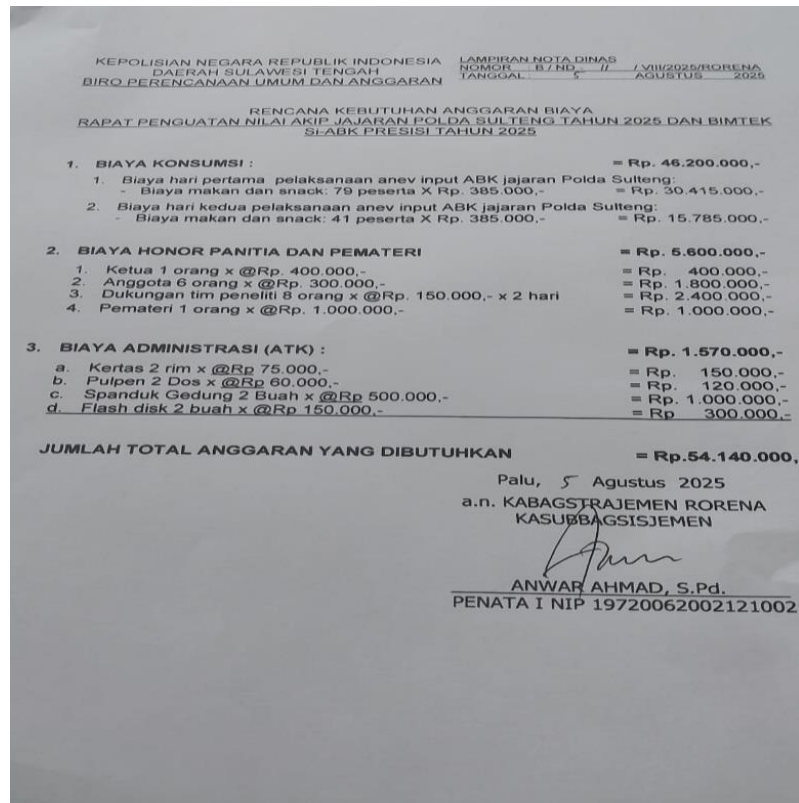 KEPOLISIAN NEGARA REPUBLIK INDONESIA
DAERAH SULAWESI TENGAH
BIRO PERENCANAAN UMUM DAN ANGGARAN
LAMPIRAN NOTA DINAS
NOMOR : B / ND. 11 / VIII/2025/RORENA
TANGGAL : 5 AGUSTUS 2025
RENCANA KEBUTUHAN ANGGARAN BIAYA
RAPAT PENGUATAN NILAI AKIP JAJARAN POLDA SULTENG TAHUN 2025 DAN BIMTEK
SI-ABK PRESISI TAHUN 2025
1. BIAYA KONSUMSI : = Rp. 46.200.000,-
1. Biaya hari pertama pelaksanaan anev input ABK jajaran Polda Sulteng:
- Biaya makan dan snack: 79 peserta X Rp. 385.000,- = Rp. 30.415.000,-
2. Biaya hari kedua pelaksanaan anev input ABK jajaran Polda Sulteng:
- Biaya makan dan snack: 41 peserta X Rp. 385.000,- = Rp. 15.785.000,-
2. BIAYA HONOR PANITIA DAN PEMATERI = Rp. 5.600.000,-
1. Ketua 1 orang x @Rp. 400.000,- = Rp. 400.000,-
2. Anggota 6 orang x @Rp. 300.000,- = Rp. 1.800.000,-
3. Dukungan tim peneliti 8 orang x @Rp. 150.000,- x 2 hari = Rp. 2.400.000,-
4. Pemateri 1 orang x @Rp. 1.000.000,- = Rp. 1.000.000,-
3. BIAYA ADMINISTRASI (ATK) : = Rp. 1.570.000,-
a. Kertas 2 rim x @Rp 75.000,- = Rp. 150.000,-
b. Pulpen 2 Dos x @Rp 60.000,- = Rp. 120.000,-
c. Spanduk Gedung 2 Buah x @Rp 500.000,- = Rp. 1.000.000,-
d. Flash disk 2 buah x @Rp 150.000,- = Rp 300.000,-
JUMLAH TOTAL ANGGARAN YANG DIBUTUHKAN = Rp.54.140.000,
Palu, 5 Agustus 2025
a.n. KABAGSTRAJEMEN RORENA
KASUBBAGSISJEMEN
ANWAR AHMAD, S.Pd.
PENATA I NIP 19720062002121002